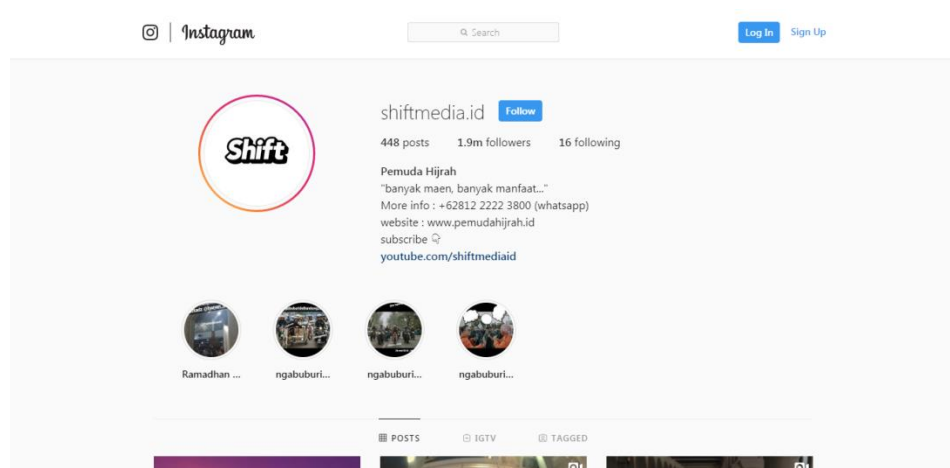 Instagram
Search
Log In
Sign Up
Shift
shiftmedia.id
Follow
448 posts 1.9m followers 16 following
Pemuda Hijrah
"banyak maen, banyak manfaat..."
More info : +62812 2222 3800 (whatsapp)
website : www.pemudahijrah.id
subscribe 👇
youtube.com/shiftmediaid
Ramadhan ...
ngabuburi...
ngabuburi...
ngabuburi...
POSTS
IGTV
TAGGED